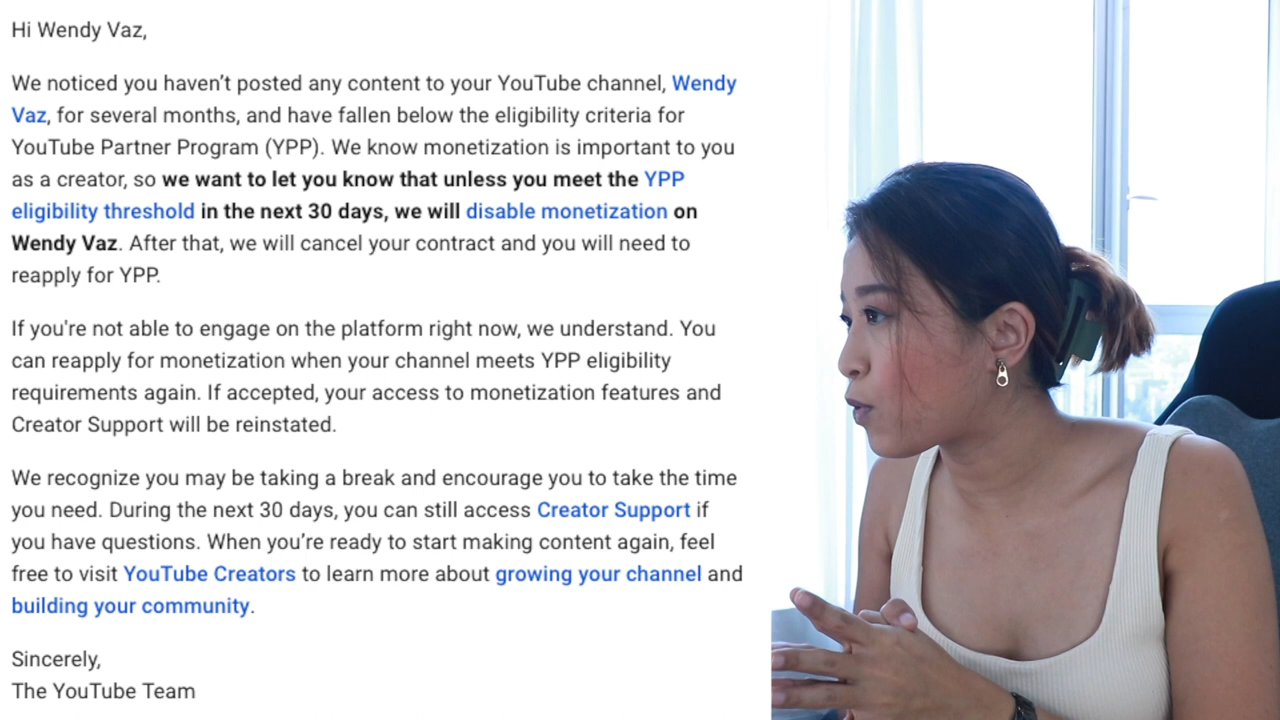 Hi Wendy Vaz,
We noticed you haven’t posted any content to your YouTube channel, Wendy
Vaz, for several months, and have fallen below the eligibility criteria for
YouTube Partner Program (YPP). We know monetization is important to you
as a creator, so we want to let you know that unless you meet the YPP
eligibility threshold in the next 30 days, we will disable monetization on
Wendy Vaz. After that, we will cancel your contract and you will need to
reapply for YPP.
If you're not able to engage on the platform right now, we understand. You
can reapply for monetization when your channel meets YPP eligibility
requirements again. If accepted, your access to monetization features and
Creator Support will be reinstated.
We recognize you may be taking a break and encourage you to take the time
you need. During the next 30 days, you can still access Creator Support if
you have questions. When you’re ready to start making content again, feel
free to visit YouTube Creators to learn more about growing your channel and
building your community.
Sincerely,
The YouTube Team